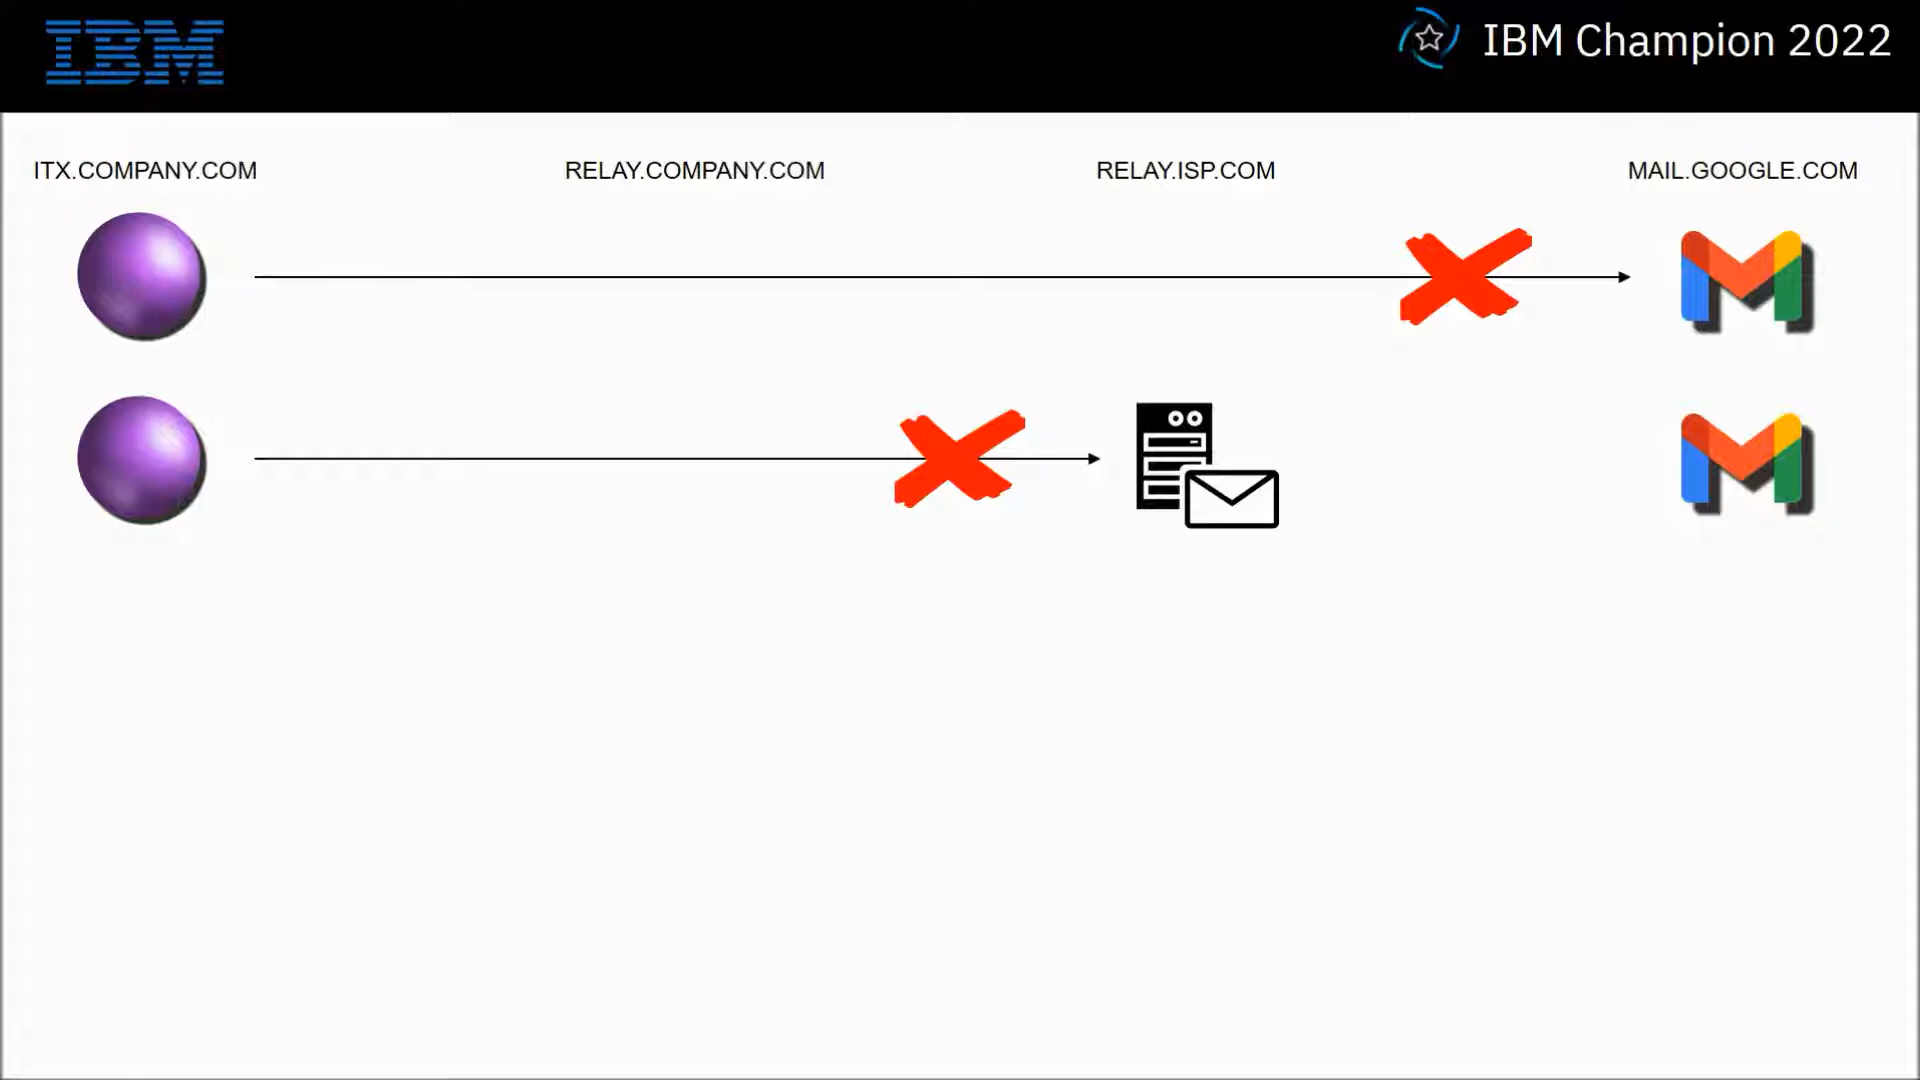 IBM
IBM Champion 2022
ITX.COMPANY.COM
RELAY.COMPANY.COM
RELAY.ISP.COM
MAIL.GOOGLE.COM